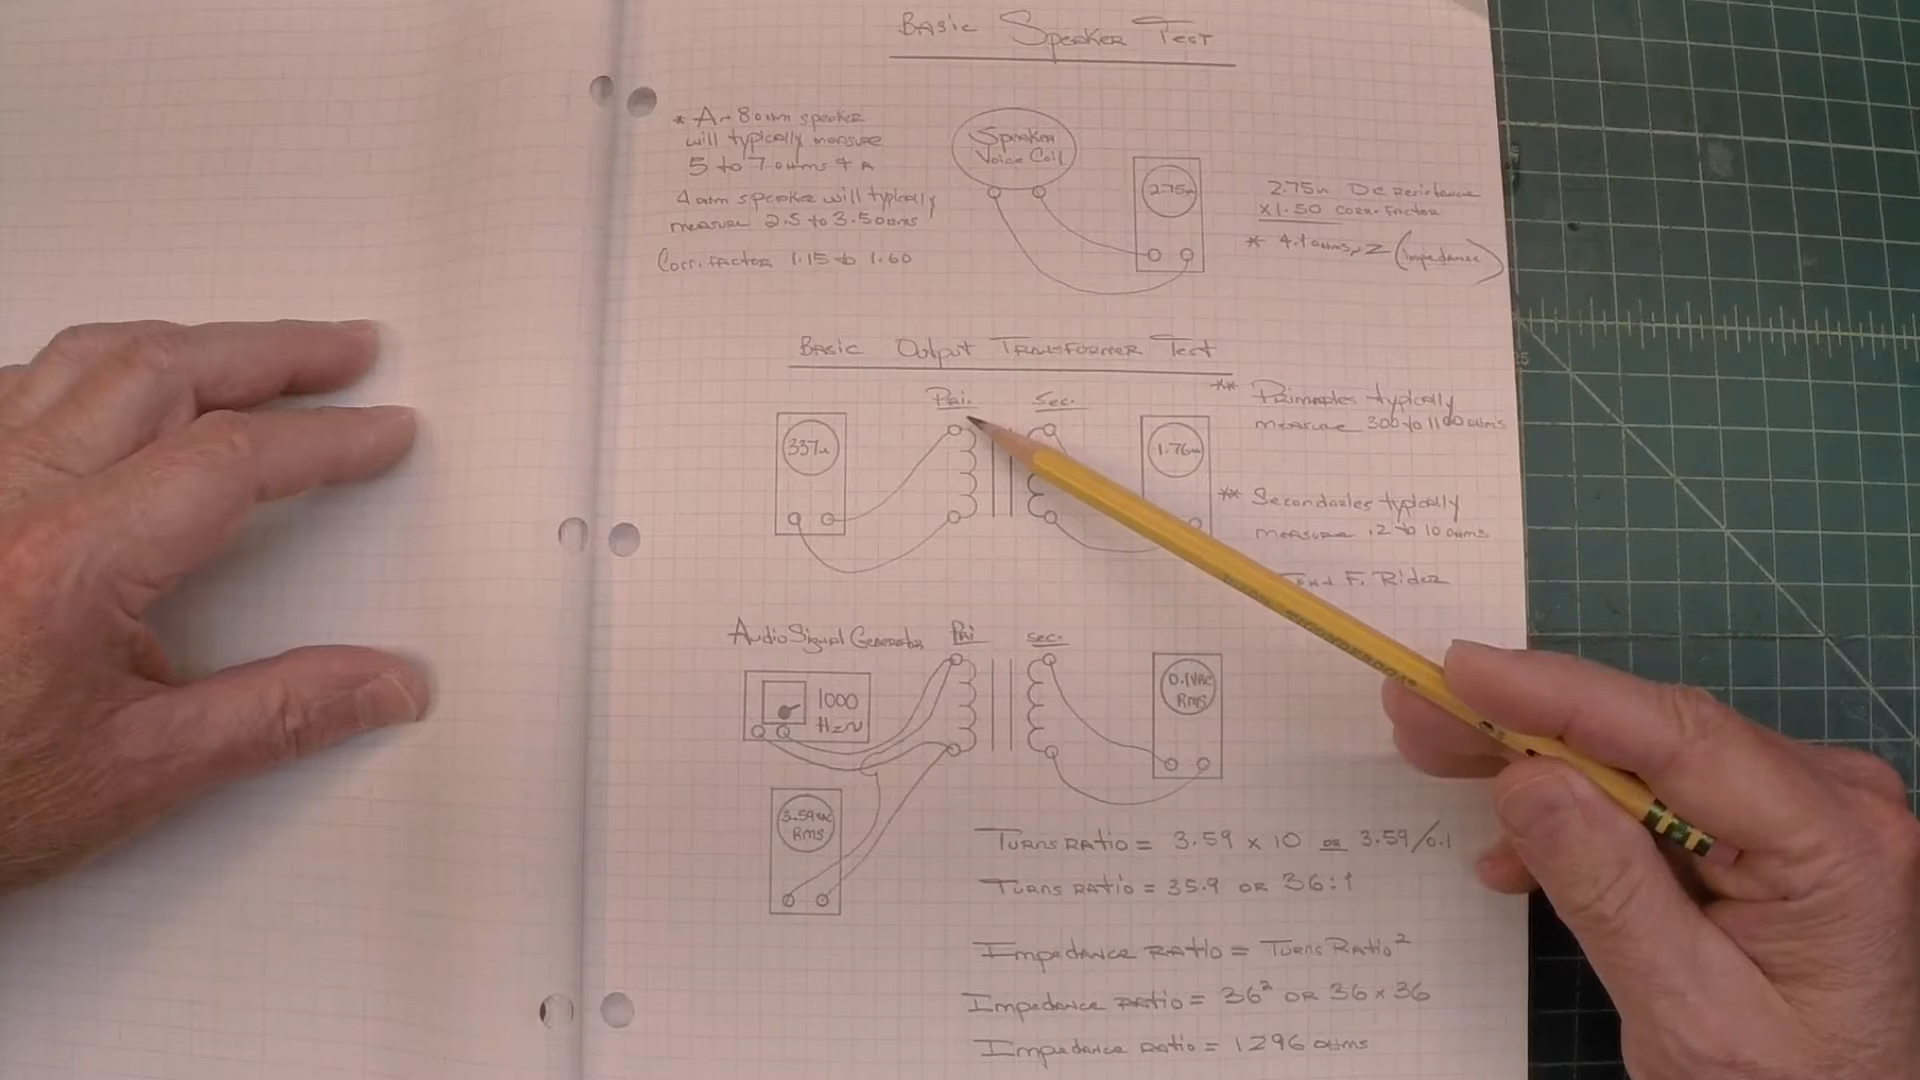 Basic Speaker Test
* A ~ 8 ohm speaker
will typically measure
5 to 7 ohms & A
4 ohm speaker will typically
measure 2.5 to 3.5 ohms
Corr. factor 1.15 to 1.60
Speaker
Voice Coil
2.75Ω
2.75Ω DC resistance
x1.50 corr. factor
* 4.1 ohms, Z (impedance)
Basic Output Transformer Test
Pri. Sec.
337Ω
1.76Ω
** Primaries typically
measure 300 to 1100 ohms
** Secondaries typically
measure .2 to 10 ohms
F. Rider
Audio Signal Generator Pri sec.
1000
Hz~
0.1VAC
Rms
3.59VAC
Rms
Turns Ratio = 3.59 x 10 or 3.59/0.1
Turns ratio = 35.9 or 36:1
Impedance ratio = Turns Ratio²
Impedance ratio = 36² or 36 x 36
Impedance ratio = 1296 ohms